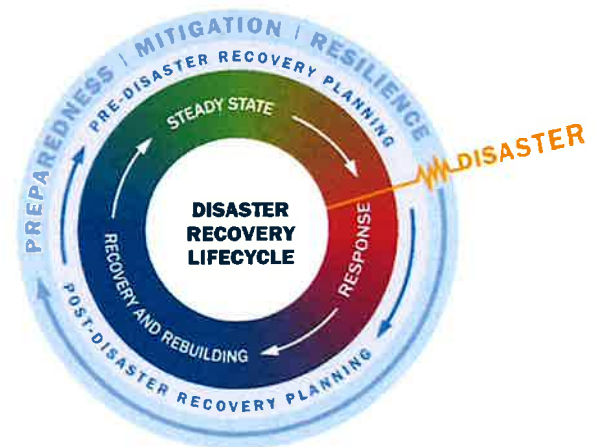 PREPAREDNESS | MITIGATION | RESILIENCE
PRE-DISASTER RECOVERY PLANNING
STEADY STATE
DISASTER
DISASTER
RECOVERY
LIFECYCLE
RESPONSE
RECOVERY AND REBUILDING
POST-DISASTER RECOVERY PLANNING